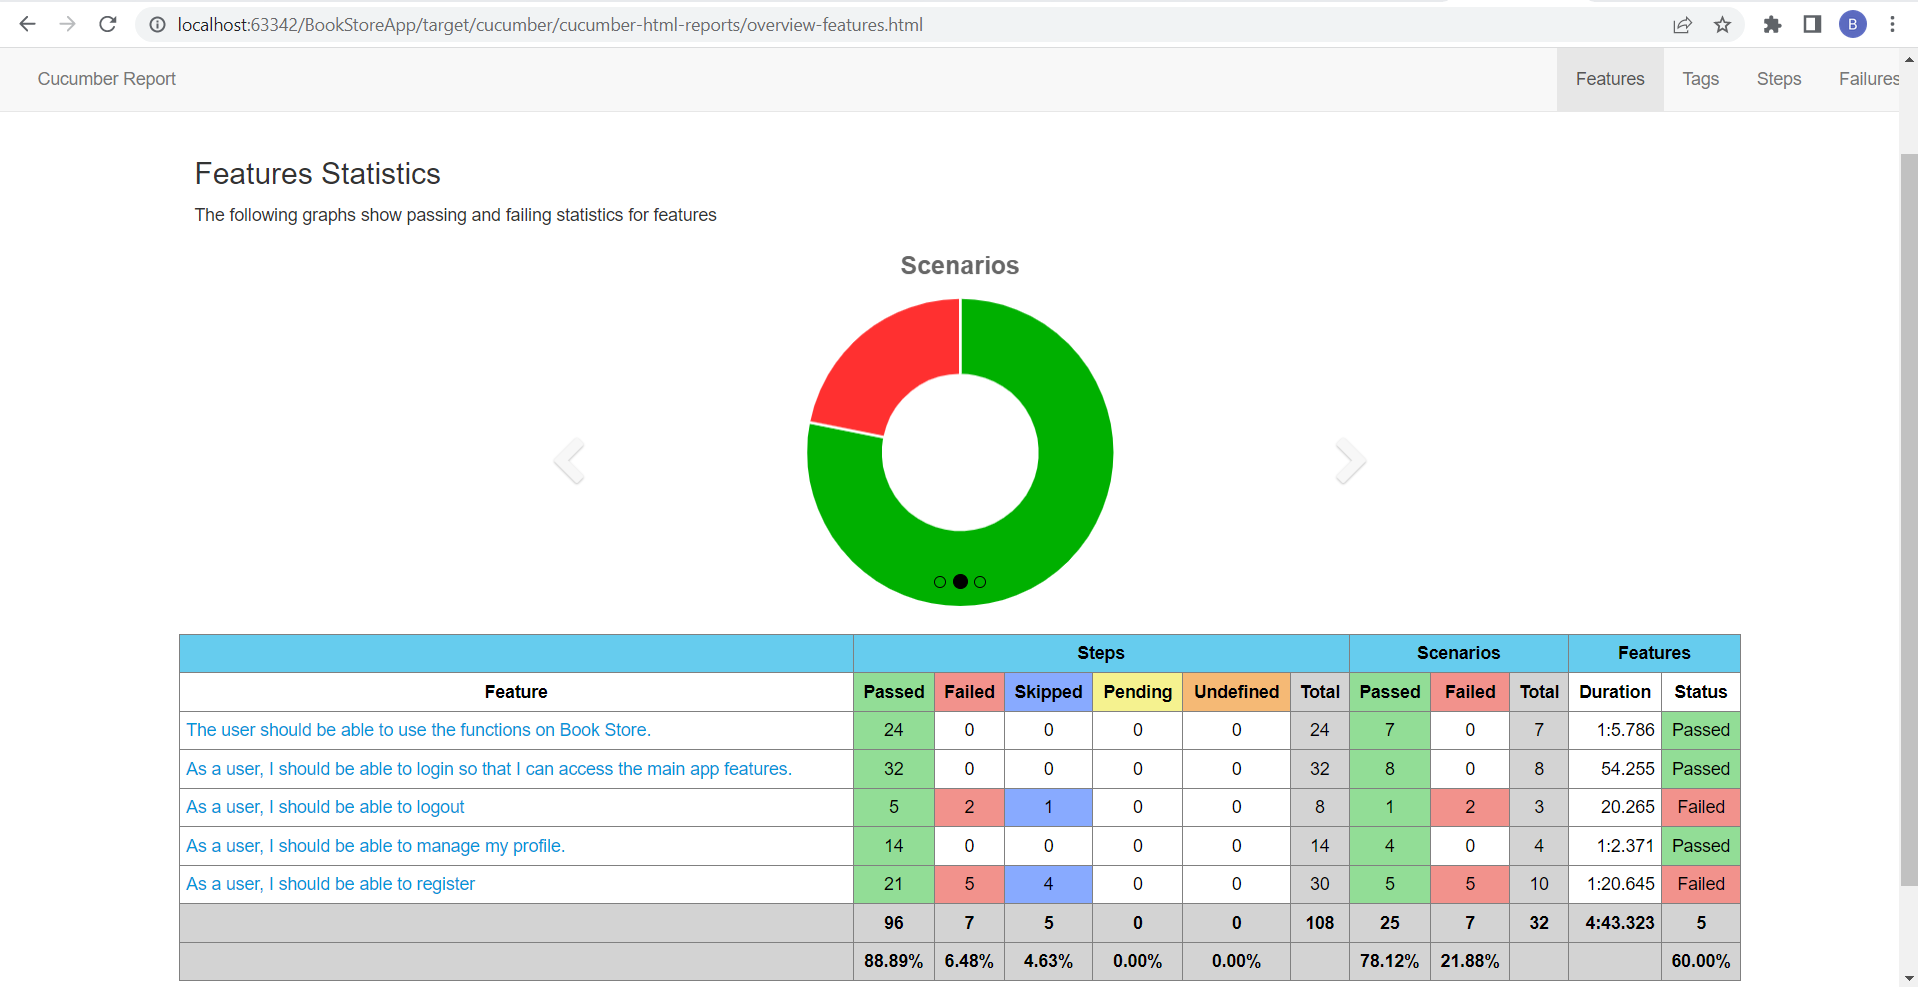 localhost:63342/BookStoreApp/target/cucumber/cucumber-html-reports/overview-features.html
B
Cucumber Report
Features Tags Steps Failures
Features Statistics
The following graphs show passing and failing statistics for features
Scenarios
Steps Scenarios Features
Feature Passed Failed Skipped Pending Undefined Total Passed Failed Total Duration Status
The user should be able to use the functions on Book Store. 24 0 0 0 0 24 7 0 7 1:5.786 Passed
As a user, I should be able to login so that I can access the main app features. 32 0 0 0 0 32 8 0 8 54.255 Passed
As a user, I should be able to logout 5 2 1 0 0 8 1 2 3 20.265 Failed
As a user, I should be able to manage my profile. 14 0 0 0 0 14 4 0 4 1:2.371 Passed
As a user, I should be able to register 21 5 4 0 0 30 5 5 10 1:20.645 Failed
96 7 5 0 0 108 25 7 32 4:43.323 5
88.89% 6.48% 4.63% 0.00% 0.00% 78.12% 21.88% 60.00%